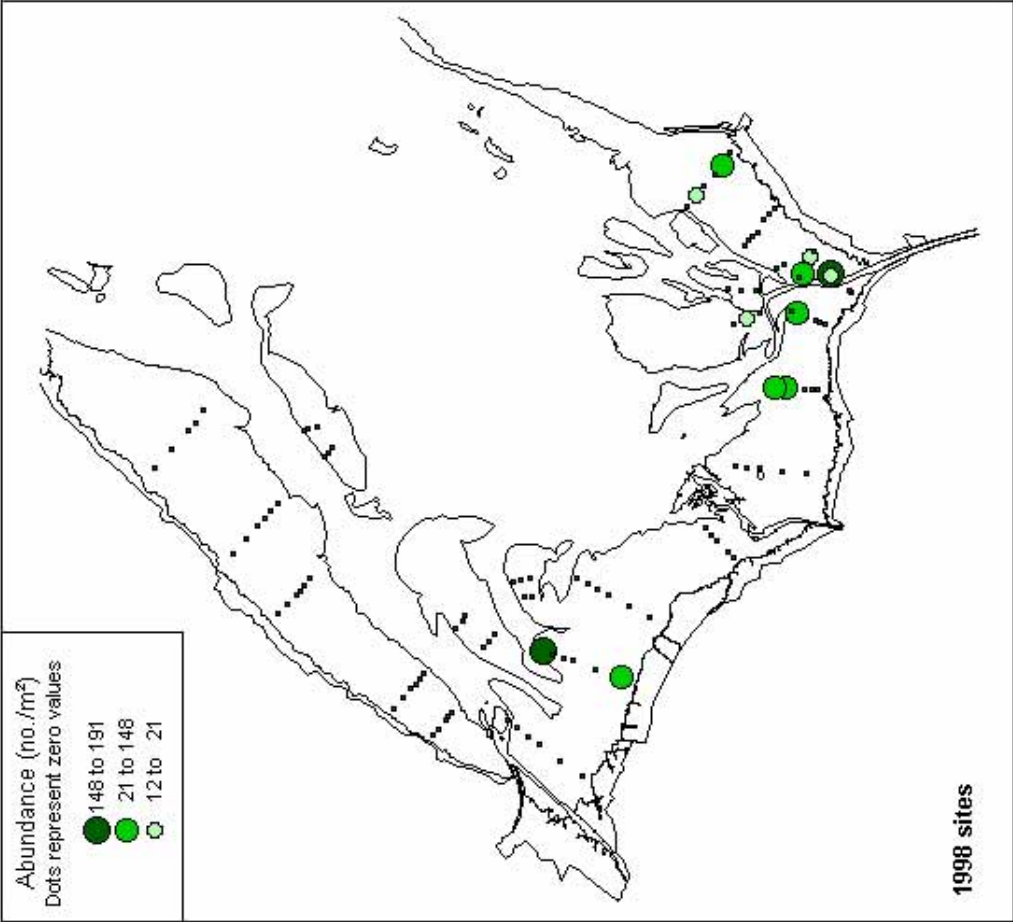 Abundance (no./m²)
Dots represent zero values
148 to 191
21 to 148
12 to 21
1998 sites